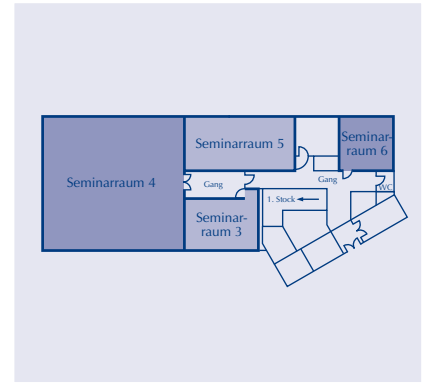 Seminarraum 5
Seminar-
raum 6
Seminarraum 4
Gang
Gang
WC
1. Stock
Seminar-
raum 3